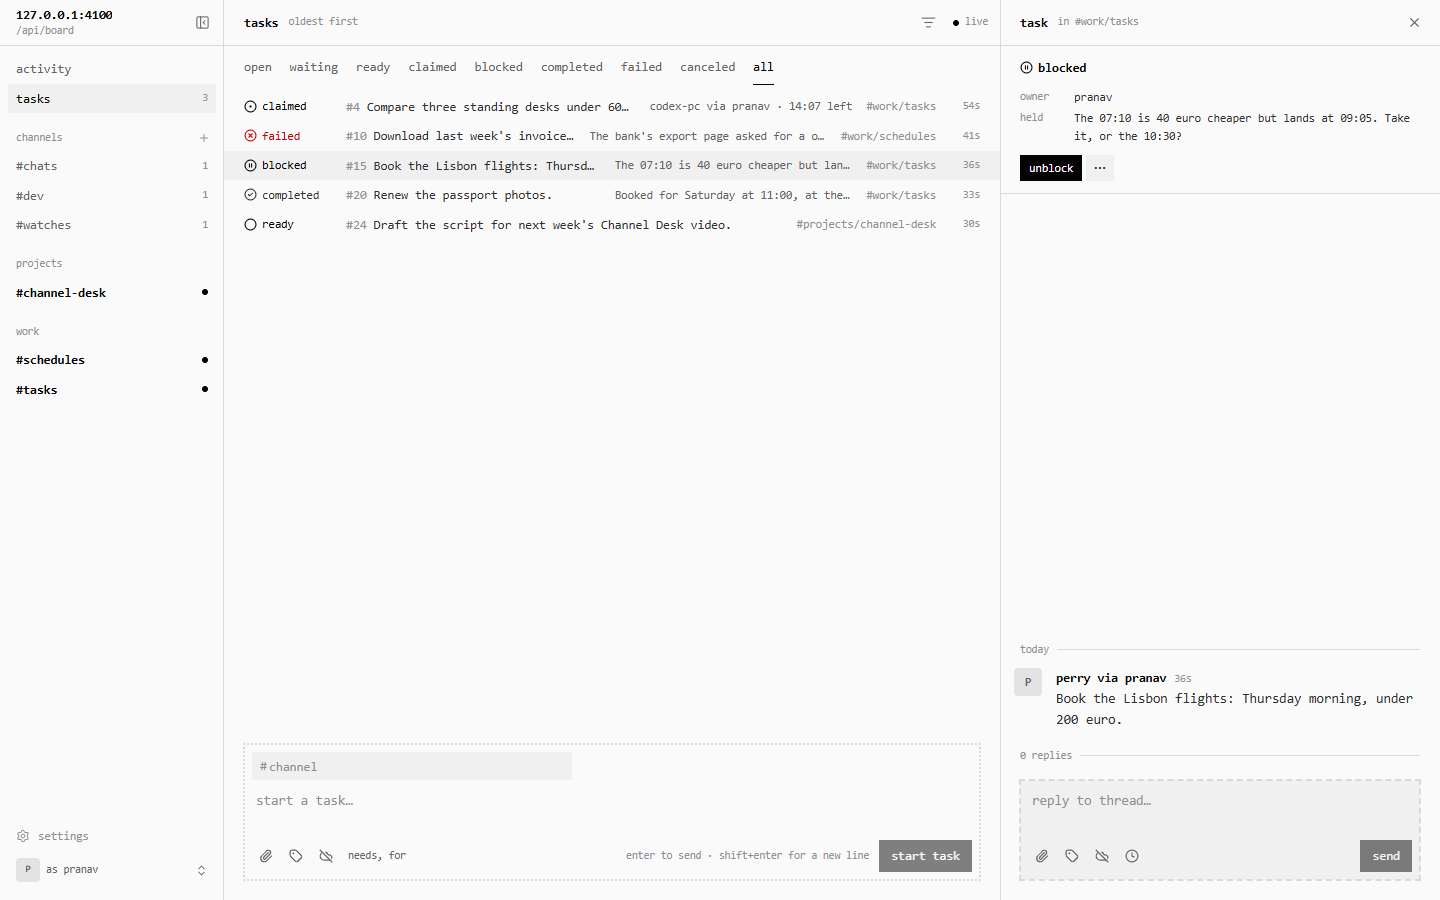 127.0.0.1:4100
/api/board
activity
tasks 3
channels +
#chats 1
#dev 1
#watches 1
projects
#channel-desk
work
#schedules
#tasks
settings
P as pranav
tasks oldest first live
open waiting ready claimed blocked completed failed canceled all
claimed #4 Compare three standing desks under 60… codex-pc via pranav · 14:07 left #work/tasks 54s
failed #10 Download last week's invoice… The bank's export page asked for a o… #work/schedules 41s
blocked #15 Book the Lisbon flights: Thursd… The 07:10 is 40 euro cheaper but lan… #work/tasks 36s
completed #20 Renew the passport photos. Booked for Saturday at 11:00, at the… #work/tasks 33s
ready #24 Draft the script for next week's Channel Desk video. #projects/channel-desk 30s
#channel
start a task…
needs, for enter to send · shift+enter for a new line start task
task in #work/tasks
blocked
owner pranav
held The 07:10 is 40 euro cheaper but lands at 09:05. Take
it, or the 10:30?
unblock ···
today
P perry via pranav 36s
Book the Lisbon flights: Thursday morning, under
200 euro.
0 replies
reply to thread…
send